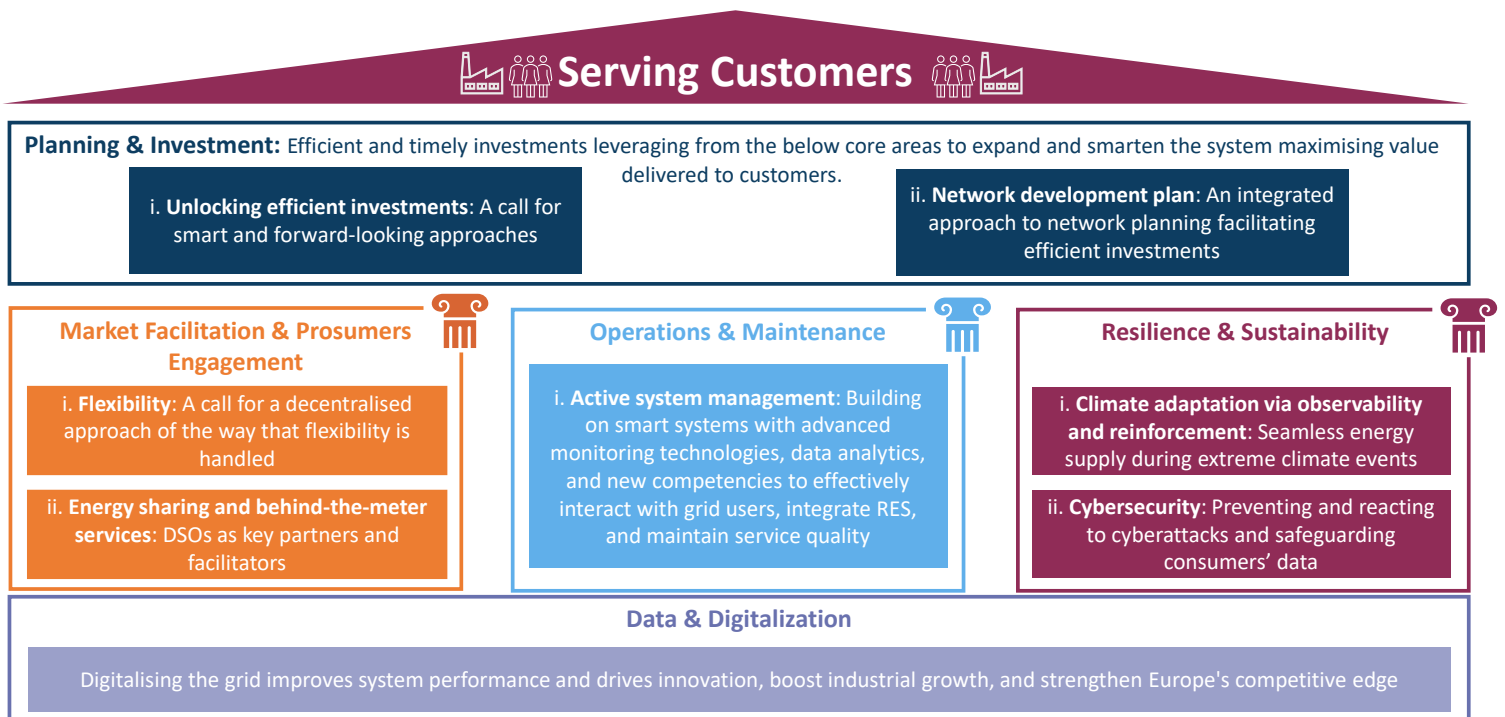 Serving Customers
Planning & Investment: Efficient and timely investments leveraging from the below core areas to expand and smarten the system maximising value
delivered to customers.
i. Unlocking efficient investments: A call for
smart and forward-looking approaches
ii. Network development plan: An integrated
approach to network planning facilitating
efficient investments
Market Facilitation & Prosumers
Engagement
i. Flexibility: A call for a decentralised
approach of the way that flexibility is
handled
ii. Energy sharing and behind-the-meter
services: DSOs as key partners and
facilitators
Operations & Maintenance
i. Active system management: Building
on smart systems with advanced
monitoring technologies, data analytics,
and new competencies to effectively
interact with grid users, integrate RES,
and maintain service quality
Resilience & Sustainability
i. Climate adaptation via observability
and reinforcement: Seamless energy
supply during extreme climate events
ii. Cybersecurity: Preventing and reacting
to cyberattacks and safeguarding
consumers’ data
Data & Digitalization
Digitalising the grid improves system performance and drives innovation, boost industrial growth, and strengthen Europe's competitive edge